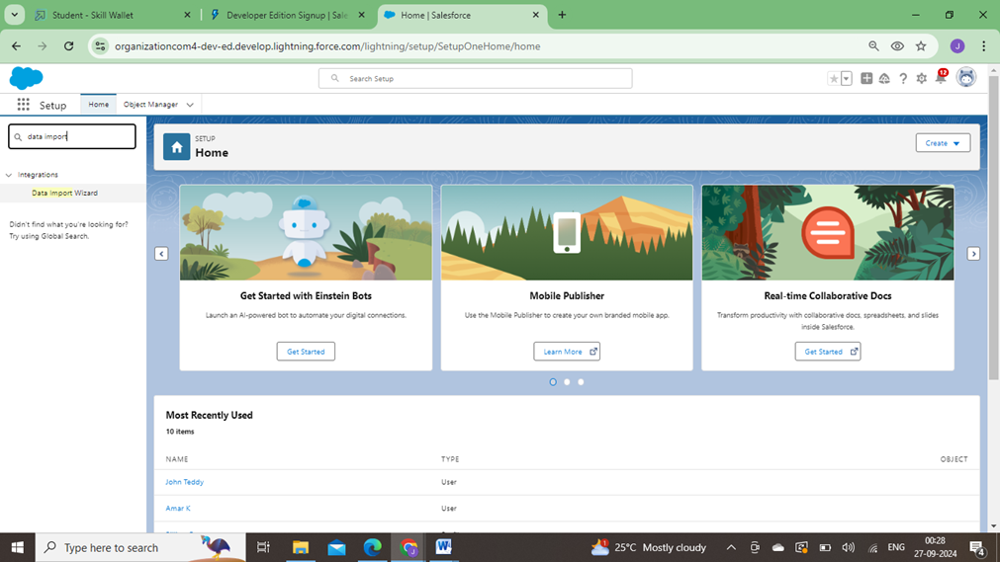 Student - Skill Wallet
Developer Edition Signup | Sale
Home | Salesforce
organizationcom4-dev-ed.develop.lightning.force.com/lightning/setup/SetupOneHome/home
J
Search Setup
12
Setup
Home
Object Manager
data import
Integrations
Data Import Wizard
Didn't find what you're looking for?
Try using Global Search.
SETUP
Home
Create
Get Started with Einstein Bots
Launch an AI-powered bot to automate your digital connections.
Get Started
Mobile Publisher
Use the Mobile Publisher to create your own branded mobile app.
Learn More
Real-time Collaborative Docs
Transform productivity with collaborative docs, spreadsheets, and slides
inside Salesforce.
Get Started
Most Recently Used
10 items
NAME TYPE OBJECT
John Teddy User
Amar K User
Type here to search
25°C Mostly cloudy
ENG
00:28
27-09-2024
4